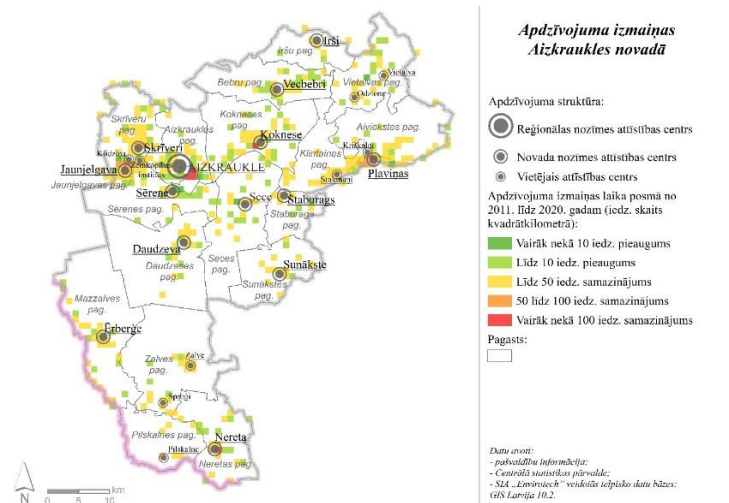 Apdzīvojuma izmaiņas
Aizkraukles novadā
Apdzīvojuma struktūra:
Reģionālas nozīmes attīstības centrs
Novada nozīmes attīstības centrs
Vietējais attīstības centrs
Apdzīvojuma izmaiņas laika posmā no
2011. līdz 2020. gadam (iedz. skaits
kvadrātkilometrā):
Vairāk nekā 10 iedz. pieaugums
Līdz 10 iedz. pieaugums
Līdz 50 iedz. samazinājums
50 līdz 100 iedz. samazinājums
Vairāk nekā 100 iedz. samazinājums
Pagasts:
Datu avoti:
- pašvaldību informācija;
- Centrālā statistikas pārvalde;
- SIA „Envirotech” veidotās telpisko datu bāzes:
GIS Latvija 10.2.
Irši
Iršu pag.
Vietalva
Bebru pag.
Vecbebri
Vietalvas pag.
Odziena
Skrīveru
pag.
Aizkraukles
pag.
Kokneses
pag.
Aiviekstes pag.
Koknese
Skrīveri
Klintaines
pag.
Pļaviņas
Jaunjelgava
AIZKRAUKLE
Jaunjelgavas pag.
Sērene
Sece
Staburags
Sērenes pag.
Staburaga
pag.
Daudzeva
Daudzeses
pag.
Seces
pag.
Sunākste
Sunākstes
pag.
Mazzalves
pag.
Ērberģe
Zalves
pag.
Zalve
Pilskalnes pag.
Nereta
Pilskalne
Neretas pag.
N
0
5
10
km